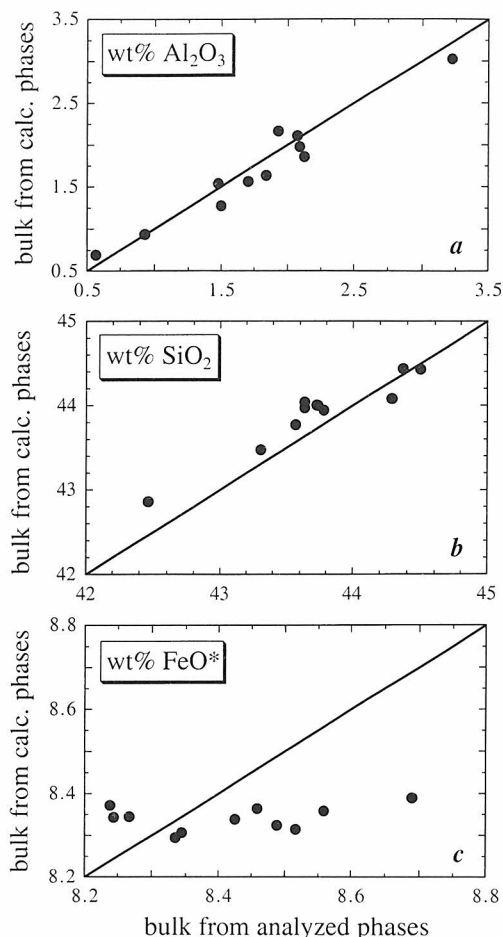 wt% Al₂O₃
bulk from calc. phases
3.5
2.5
1.5
0.5
0.5 1.5 2.5 3.5
a
wt% SiO₂
bulk from calc. phases
45
44
43
42
42 43 44 45
b
wt% FeO*
bulk from calc. phases
8.8
8.6
8.4
8.2
8.2 8.4 8.6 8.8
c
bulk from analyzed phases